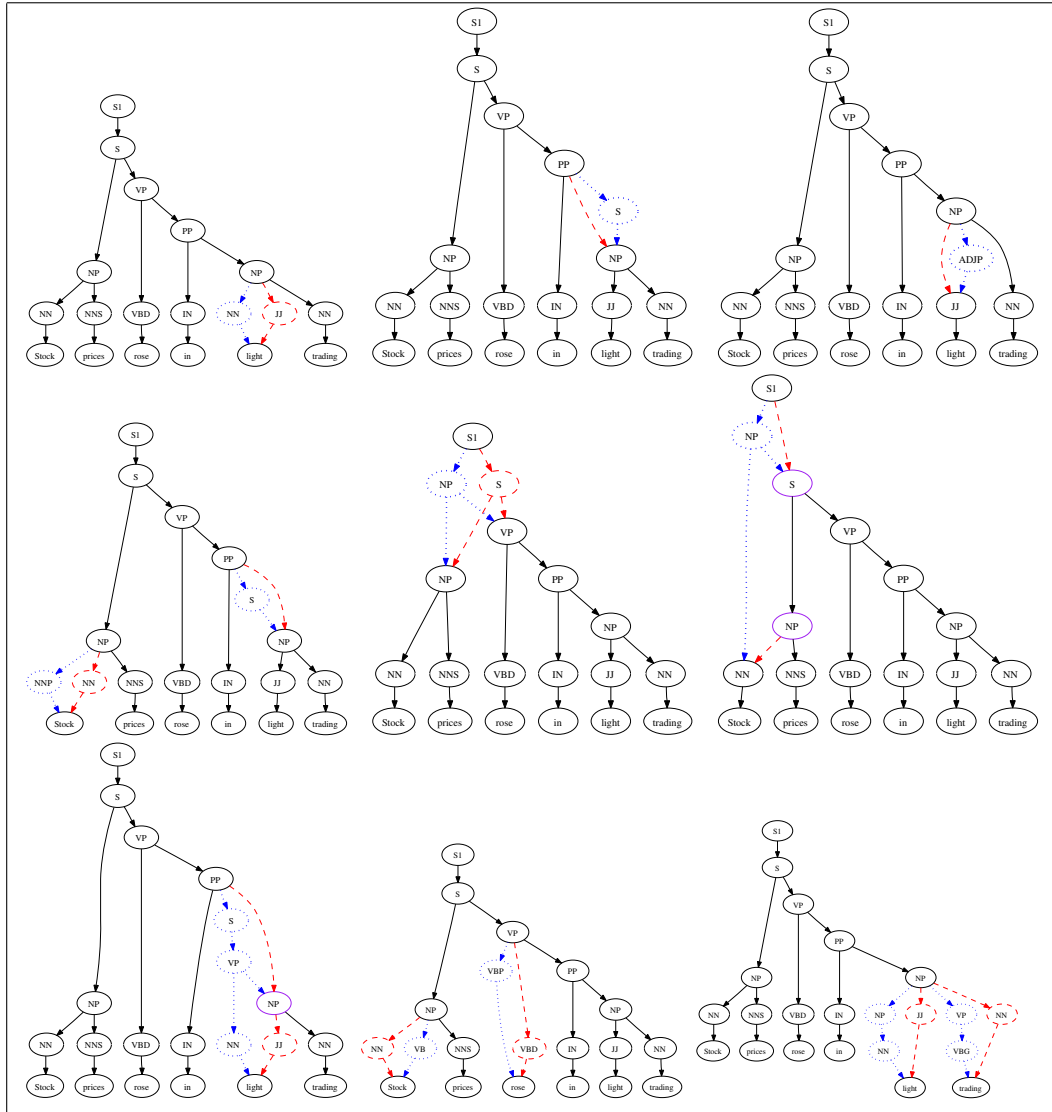 S1
S
VP
PP
NP NP
NN NNS VBD IN NN JJ NN
Stock prices rose in light trading
S1
S
VP
PP
S
NP NP
NN NNS VBD IN JJ NN
Stock prices rose in light trading
S1
S
VP
PP
NP
NP ADJP
NN NNS VBD IN JJ NN
Stock prices rose in light trading
S1
S
VP
PP
S
NP NP
NNP NN NNS VBD IN JJ NN
Stock prices rose in light trading
S1
NP S
VP
NP PP
NP
NN NNS VBD IN JJ NN
Stock prices rose in light trading
S1
NP
S
VP
PP
NP NP
NN NNS VBD IN JJ NN
Stock prices rose in light trading
S1
S
VP
PP
S
VP
NP NP
NN NNS VBD IN NN JJ NN
Stock prices rose in light trading
S1
S
VP
VBP PP
NP NP
NN VB NNS VBD IN JJ NN
Stock prices rose in light trading
S1
S
VP
PP
NP NP
NN NNS VBD IN NP JJ VP NN
Stock prices rose in NN VBG
light trading